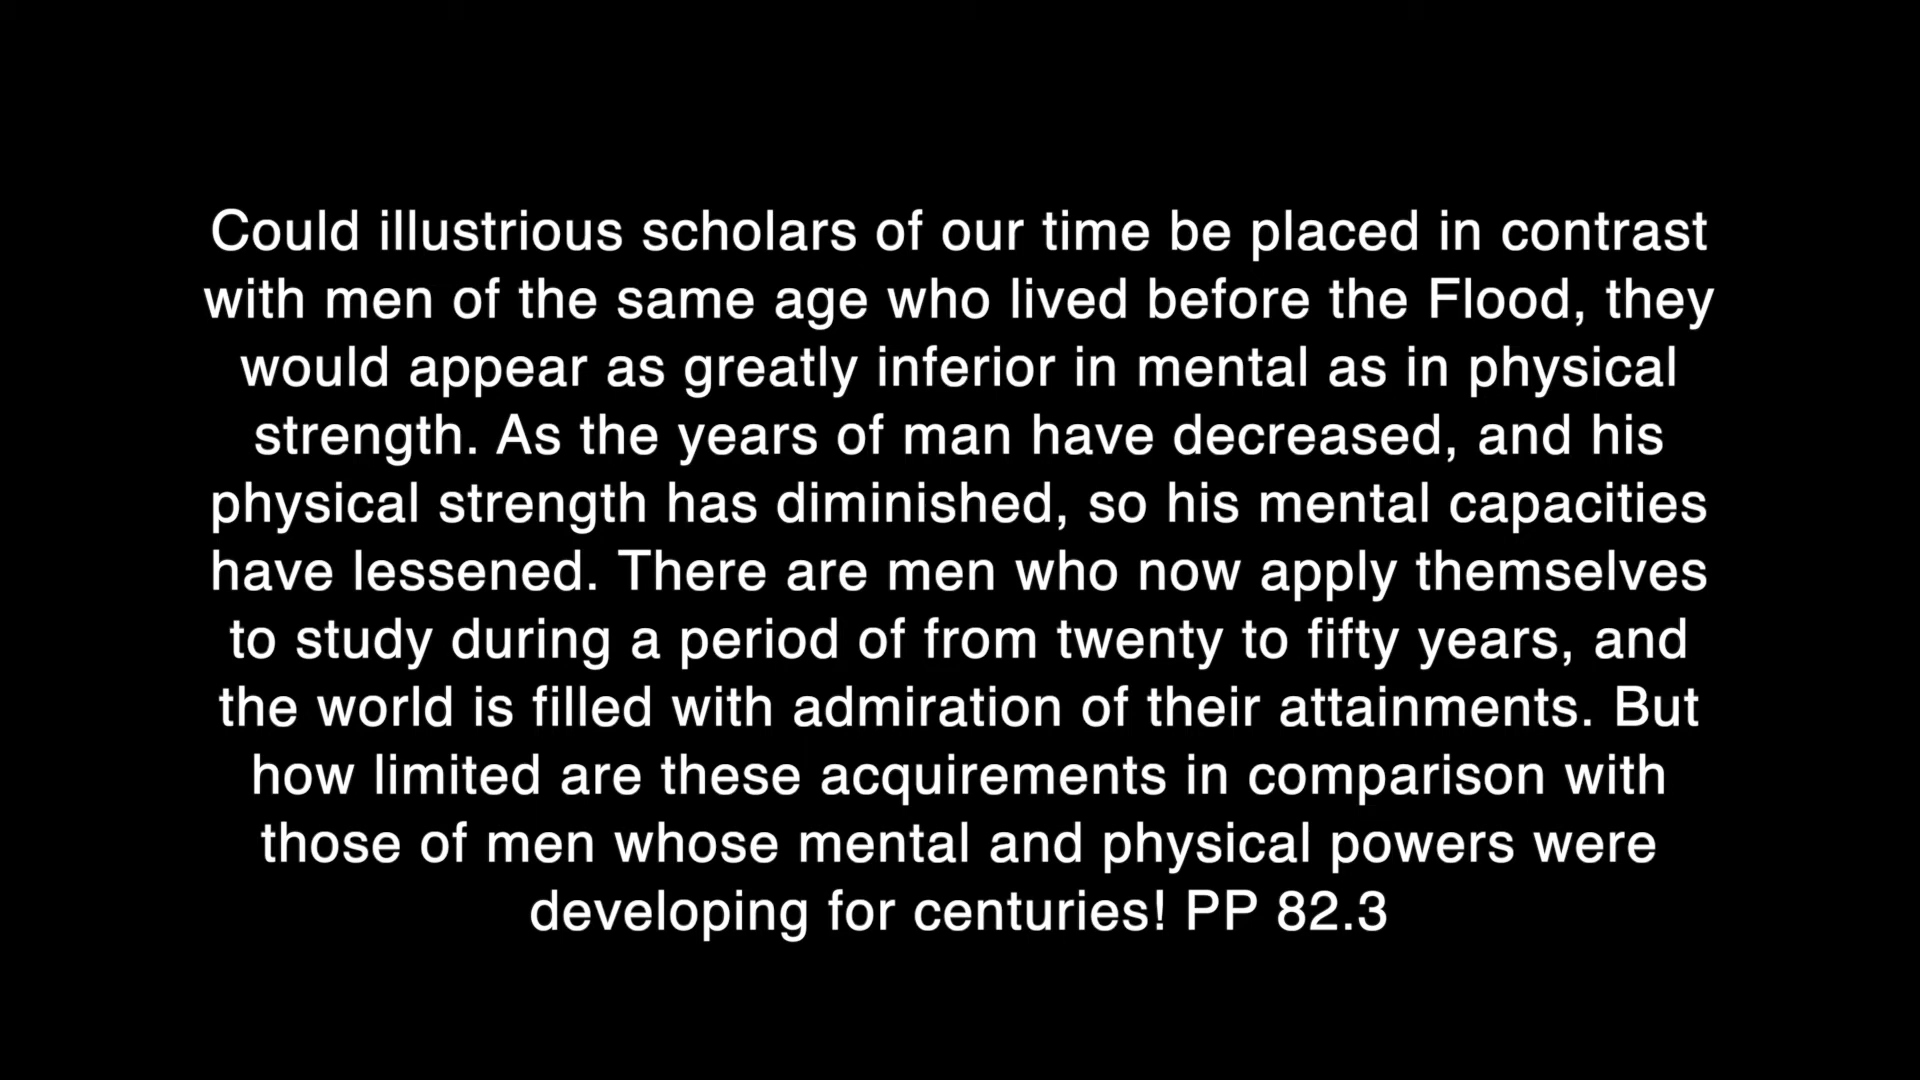 Could illustrious scholars of our time be placed in contrast
with men of the same age who lived before the Flood, they
would appear as greatly inferior in mental as in physical
strength. As the years of man have decreased, and his
physical strength has diminished, so his mental capacities
have lessened. There are men who now apply themselves
to study during a period of from twenty to fifty years, and
the world is filled with admiration of their attainments. But
how limited are these acquirements in comparison with
those of men whose mental and physical powers were
developing for centuries! PP 82.3